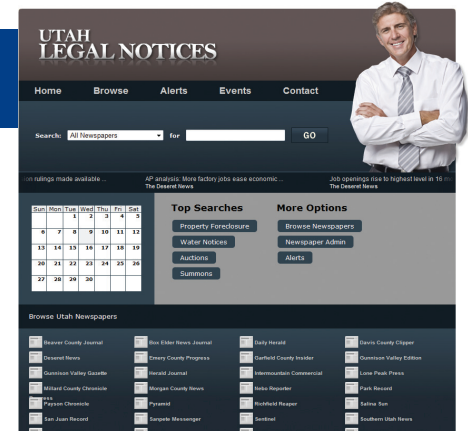 UTAH
LEGAL NOTICES
Home Browse Alerts Events Contact
Search: All Newspapers for GO
on rulings made available ... AP analysis: More factory jobs ease economic ... Job openings rise to highest level in 16 m
The Deseret News The Deseret News
Sun Mon Tue Wed Thu Fri Sat
1 2 3 4 5
6 7 8 9 10 11 12
13 14 15 16 17 18 19
20 21 22 23 24 25 26
27 28 29 30
Top Searches
Property Foreclosure
Water Notices
Auctions
Summons
More Options
Browse Newspapers
Newspaper Admin
Alerts
Browse Utah Newspapers
Beaver County Journal Box Elder News Journal Daily Herald Davis County Clipper
Deseret News Emery County Progress Garfield County Insider Gunnison Valley Edition
Gunnison Valley Gazette Herald Journal Intermountain Commercial Lone Peak Press
Millard County Chronicle Morgan County News Nebo Reporter Park Record
ess
Payson Chronicle Pyramid Richfield Reaper Salina Sun
San Juan Record Sanpete Messenger Sentinel Southern Utah News